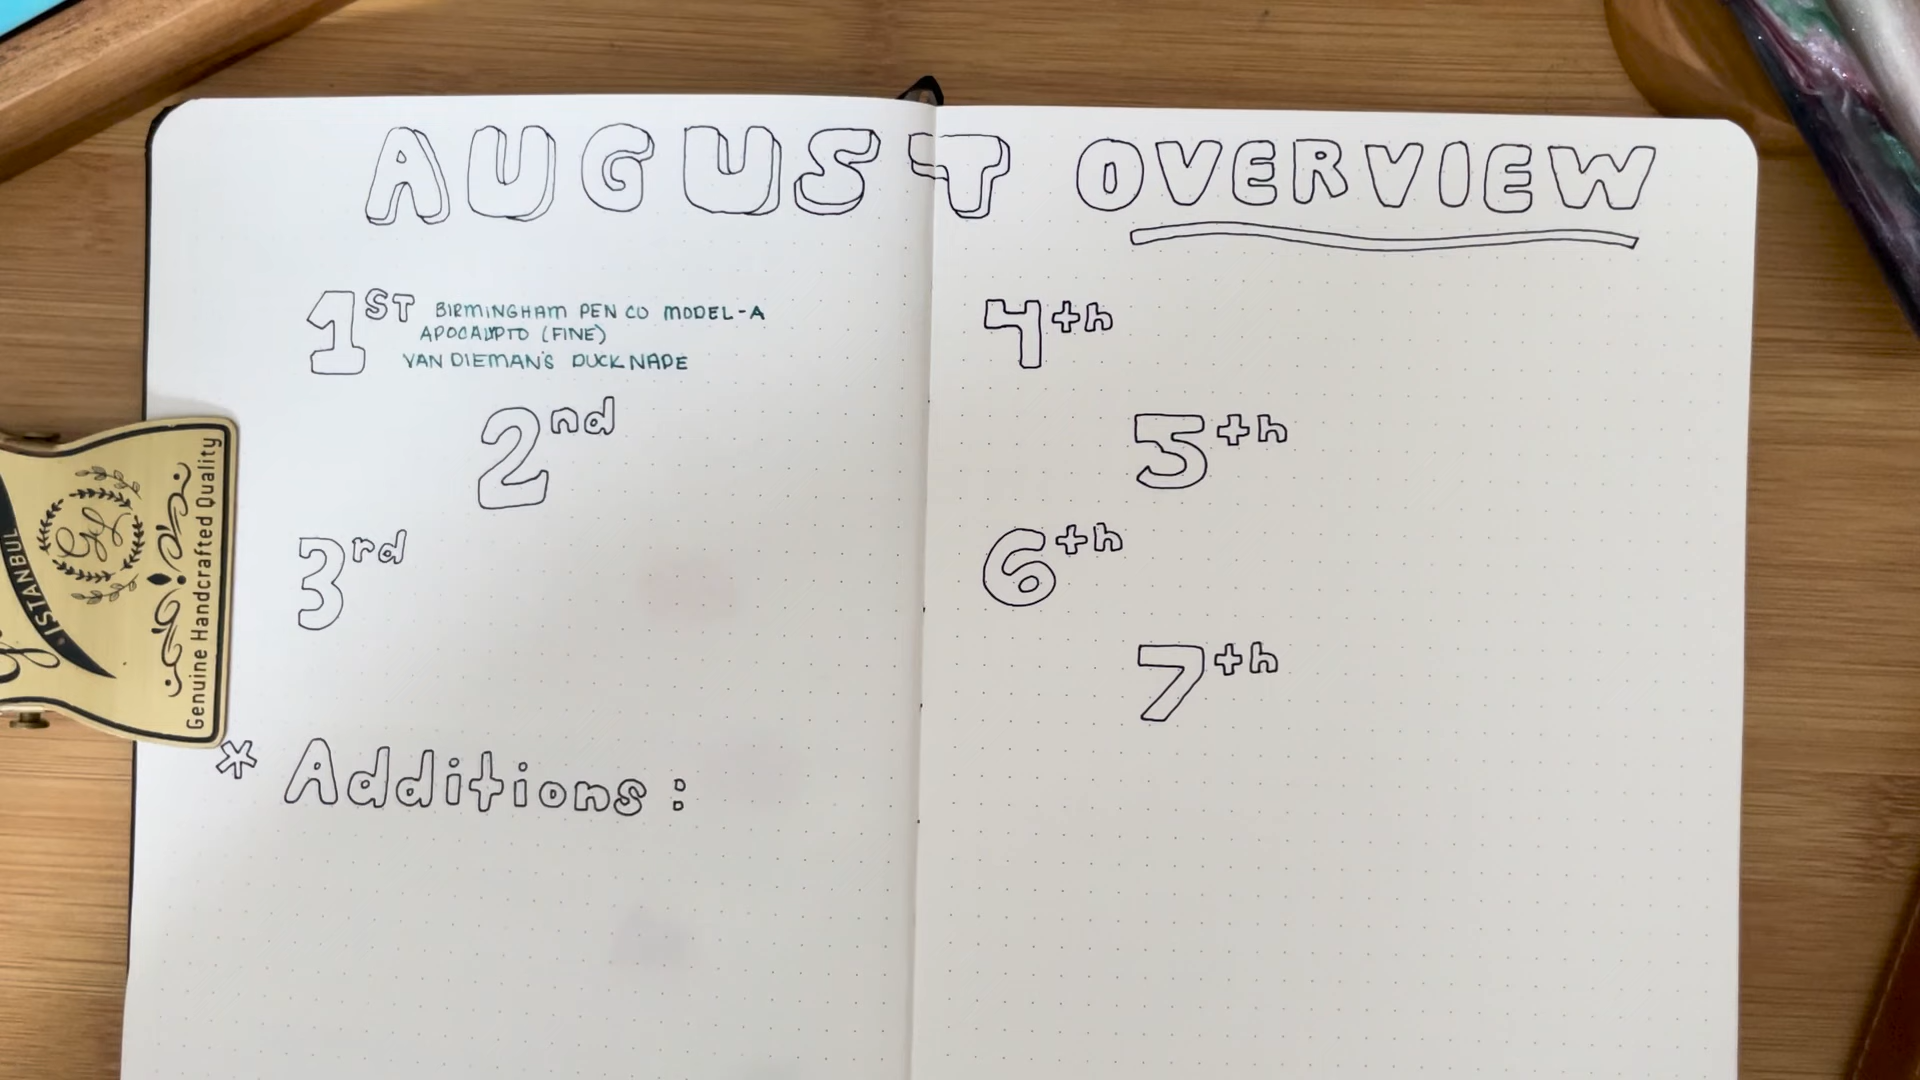 AUGUST OVERVIEW
1ST BIRMINGHAM PEN CO MODEL-A
APOCALYPTO (FINE)
VAN DIEMAN'S DUCK NAPE
2nd
3rd
* Additions:
4th
5th
6th
7th
ISTANBUL
Genuine Handcrafted Quality